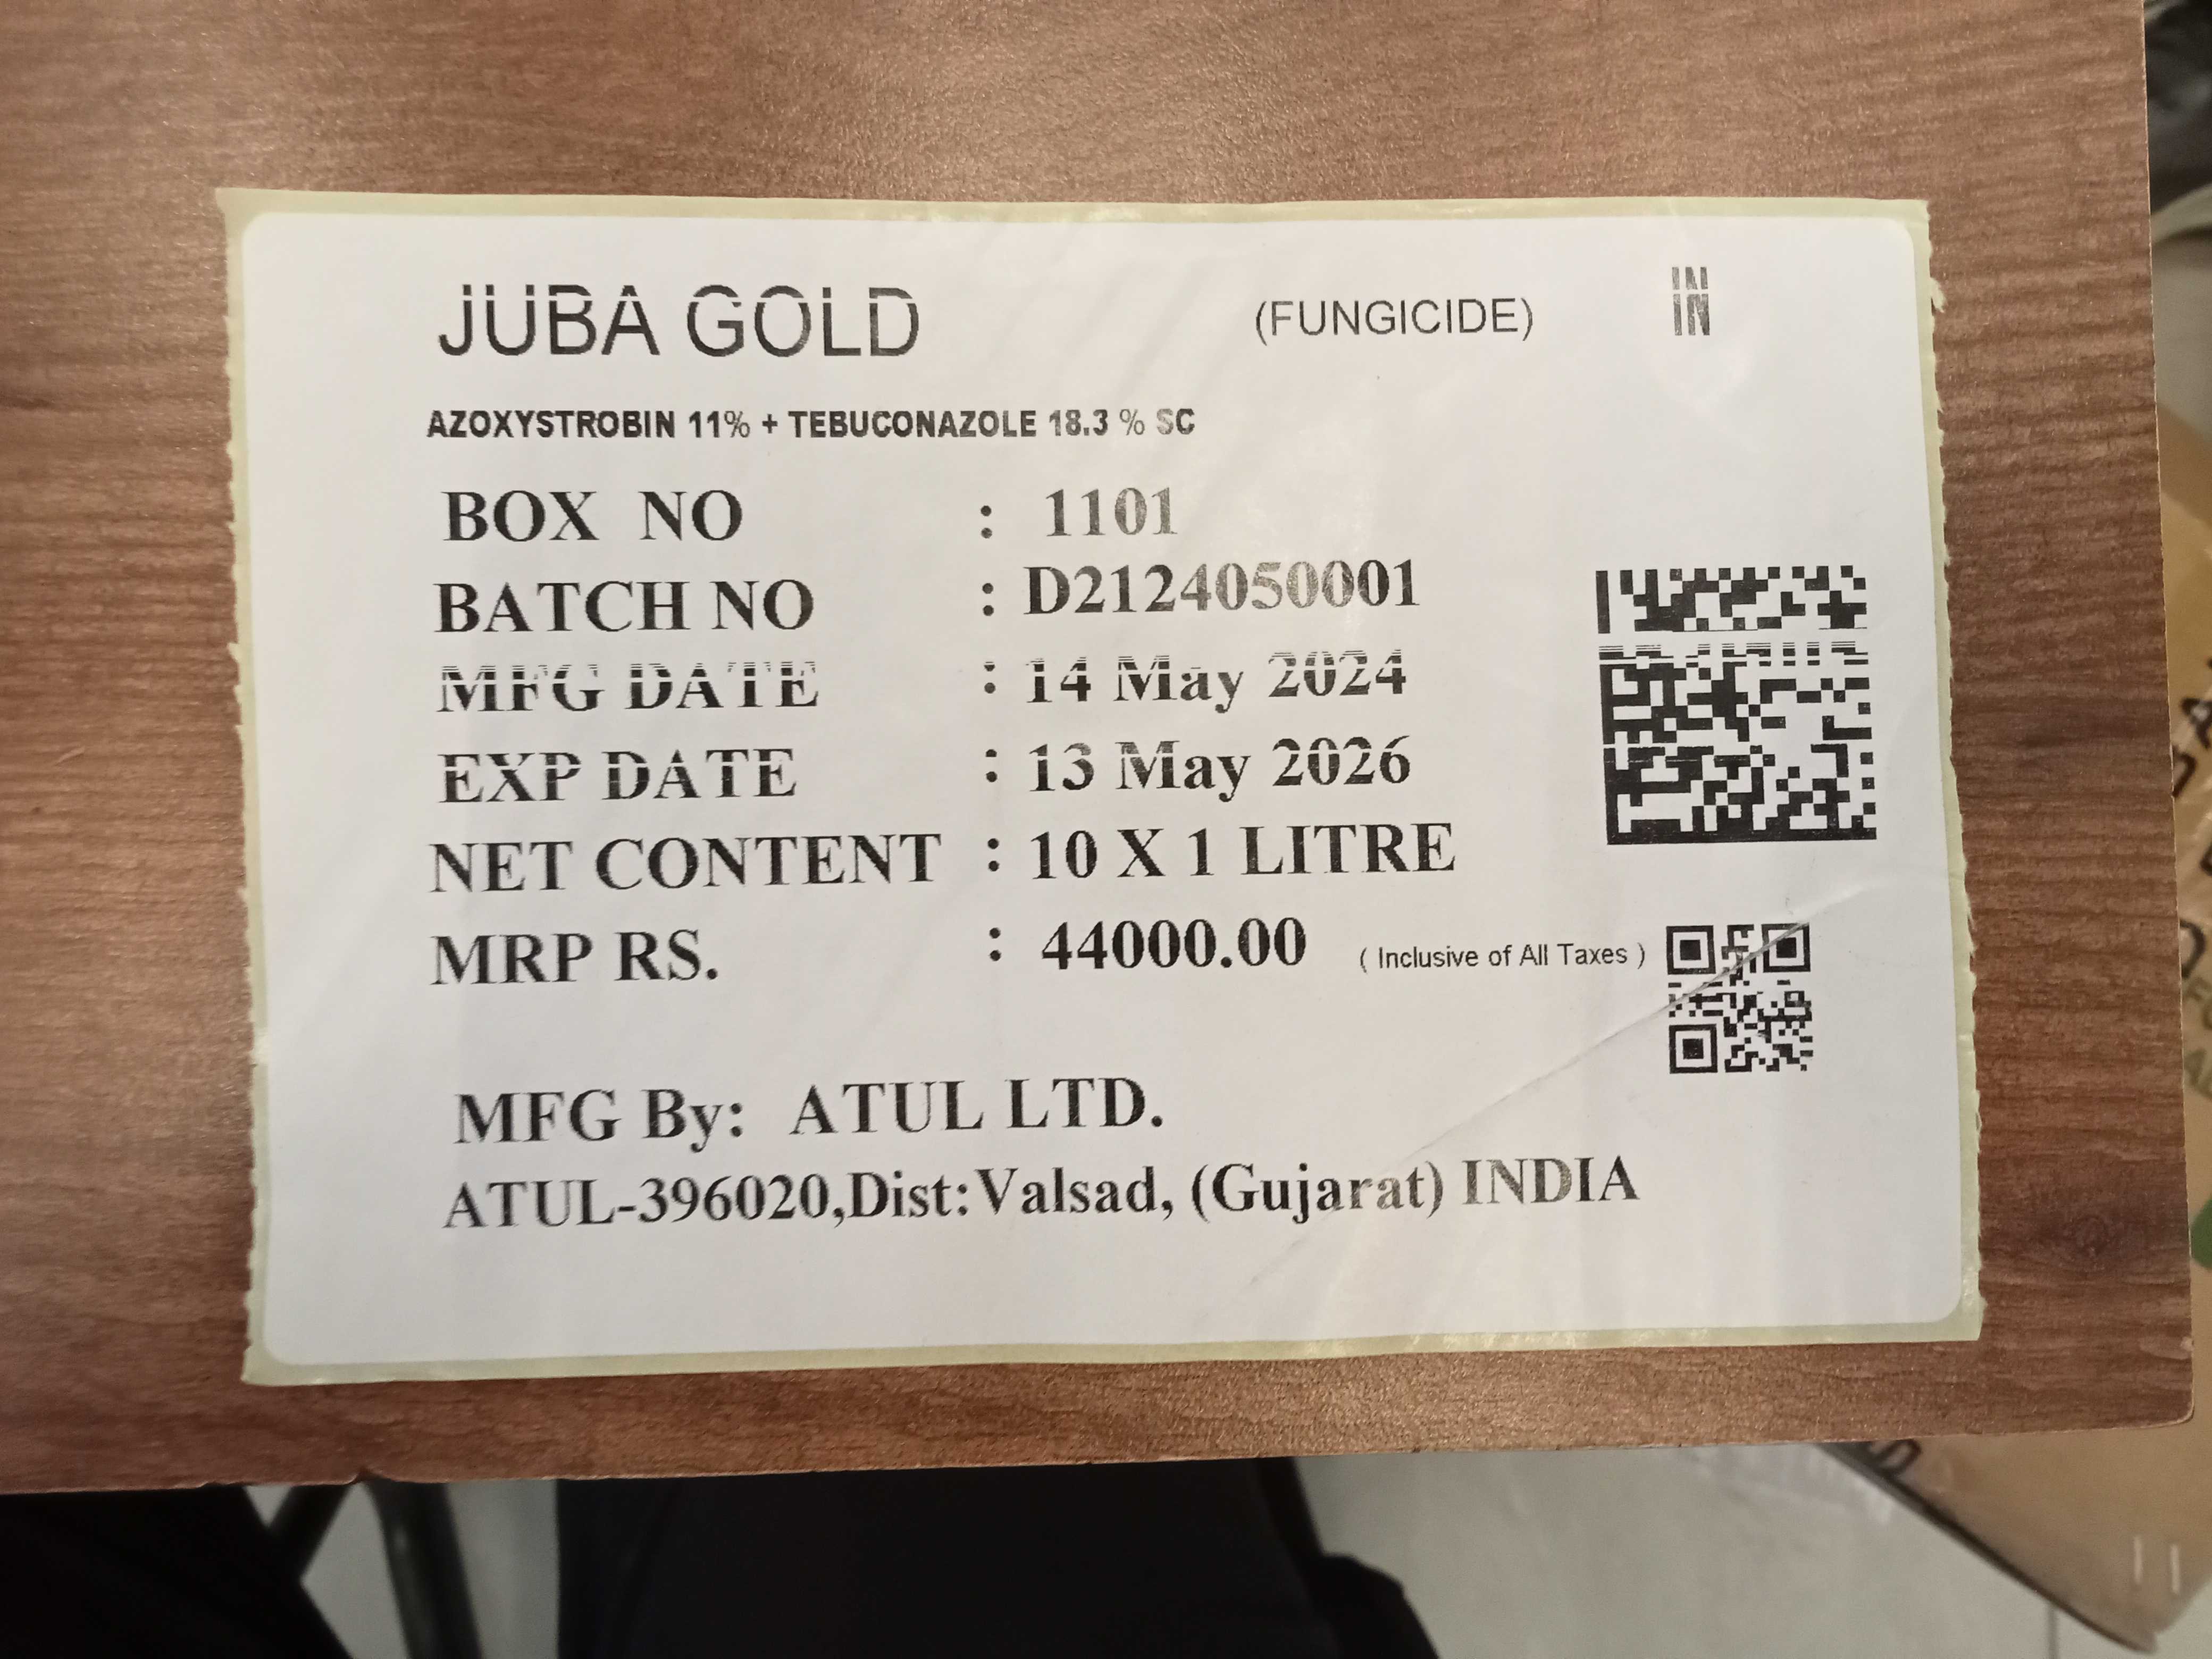 JUBA GOLD (FUNGICIDE) IN
IN
AZOXYSTROBIN 11% + TEBUCONAZOLE 18.3 % SC
BOX NO : 1101
BATCH NO : D2124050001
MFG DATE : 14 May 2024
EXP DATE : 13 May 2026
NET CONTENT : 10 X 1 LITRE
MRP RS. : 44000.00 ( Inclusive of All Taxes )
MFG By: ATUL LTD.
ATUL-396020,Dist:Valsad, (Gujarat) INDIA